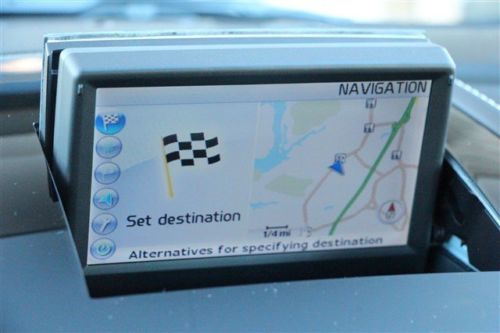 NAVIGATION
Set destination
1/4 mi
Alternatives for specifying destination